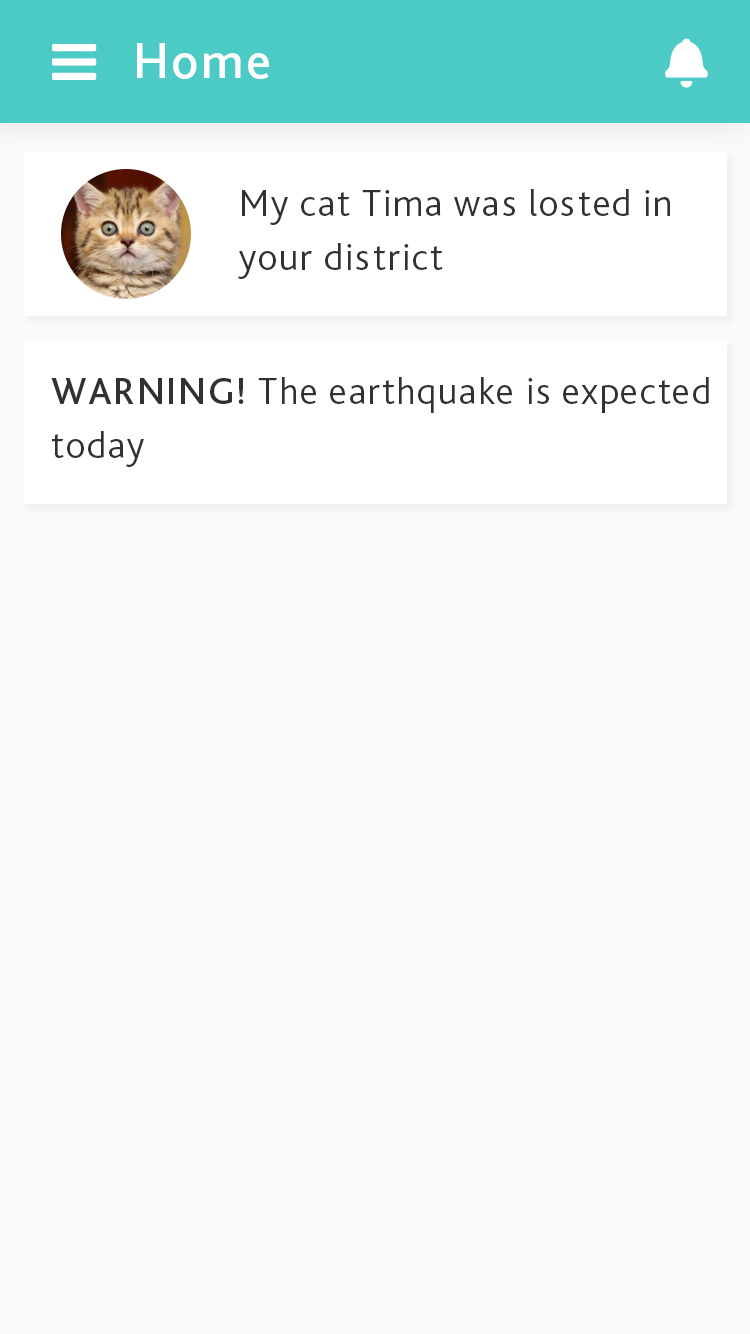 Home
My cat Tima was losted in
your district
WARNING! The earthquake is expected
today